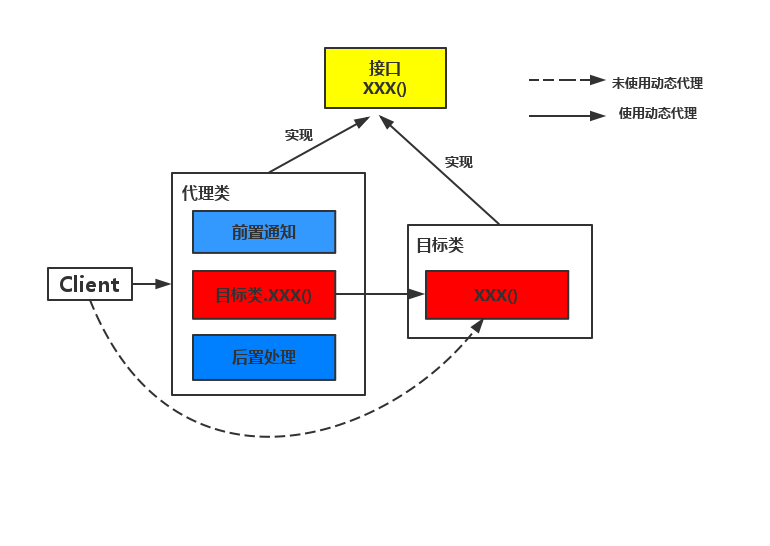 接口
XXX()
未使用动态代理
使用动态代理
实现
实现
代理类
前置通知
目标类
Client
目标类.XXX()
XXX()
后置处理